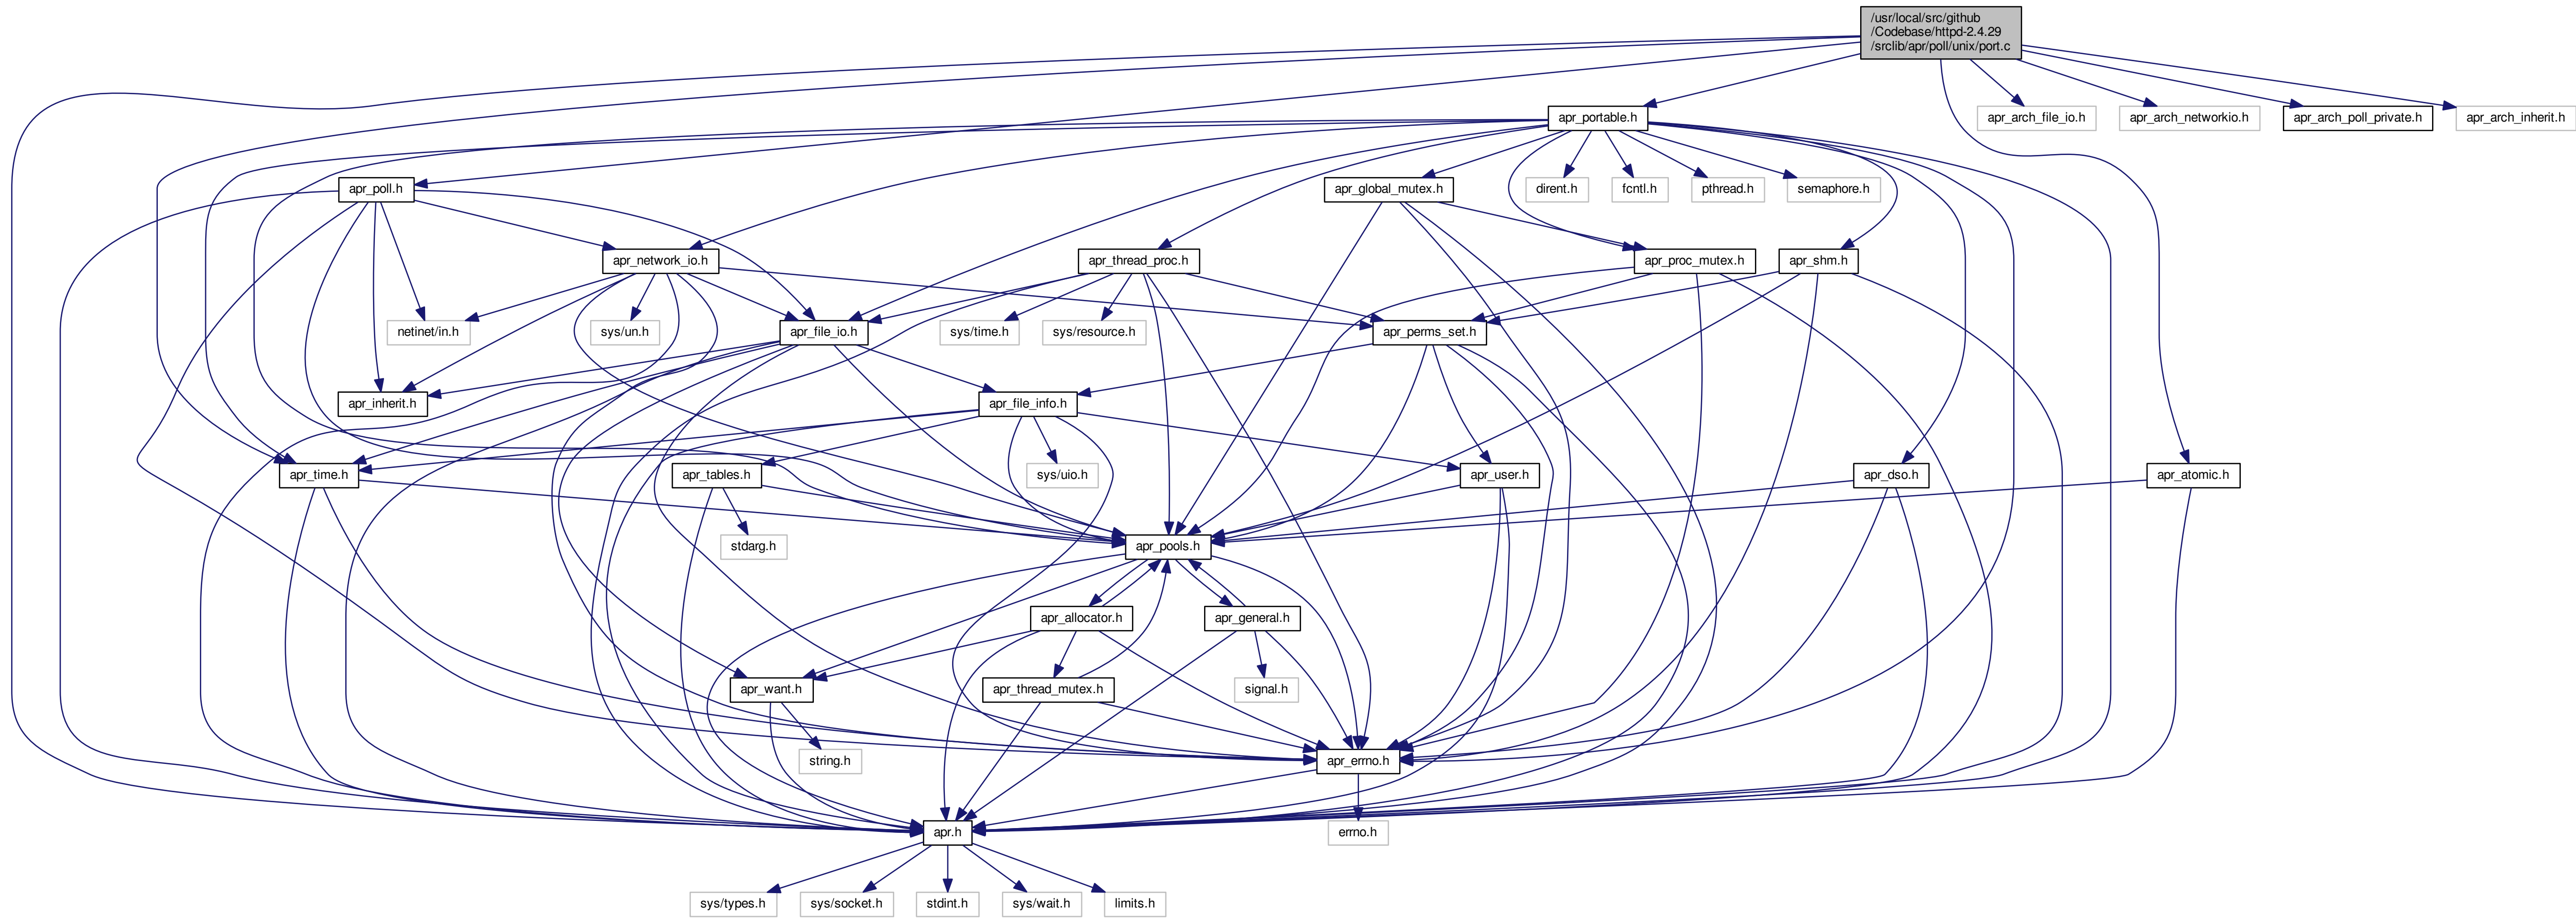 /usr/local/src/github
/Codebase/httpd-2.4.29
/srclib/apr/poll/unix/port.c
apr_portable.h
apr_arch_file_io.h
apr_arch_networkio.h
apr_arch_poll_private.h
apr_arch_inherit.h
apr_poll.h
apr_global_mutex.h
dirent.h
fcntl.h
pthread.h
semaphore.h
apr_network_io.h
apr_thread_proc.h
apr_proc_mutex.h
apr_shm.h
netinet/in.h
sys/un.h
apr_file_io.h
sys/time.h
sys/resource.h
apr_perms_set.h
apr_inherit.h
apr_file_info.h
apr_time.h
apr_tables.h
sys/uio.h
apr_user.h
apr_dso.h
apr_atomic.h
stdarg.h
apr_pools.h
apr_allocator.h
apr_general.h
apr_want.h
apr_thread_mutex.h
signal.h
string.h
apr_errno.h
apr.h
errno.h
sys/types.h
sys/socket.h
stdint.h
sys/wait.h
limits.h